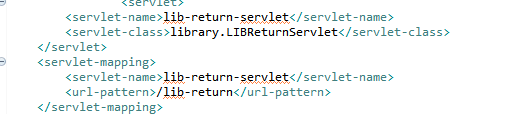 <servlet>
<servlet-name>lib-return-servlet</servlet-name>
<servlet-class>library.LIBReturnServlet</servlet-class>
</servlet>
<servlet-mapping>
<servlet-name>lib-return-servlet</servlet-name>
<url-pattern>/lib-return</url-pattern>
</servlet-mapping>